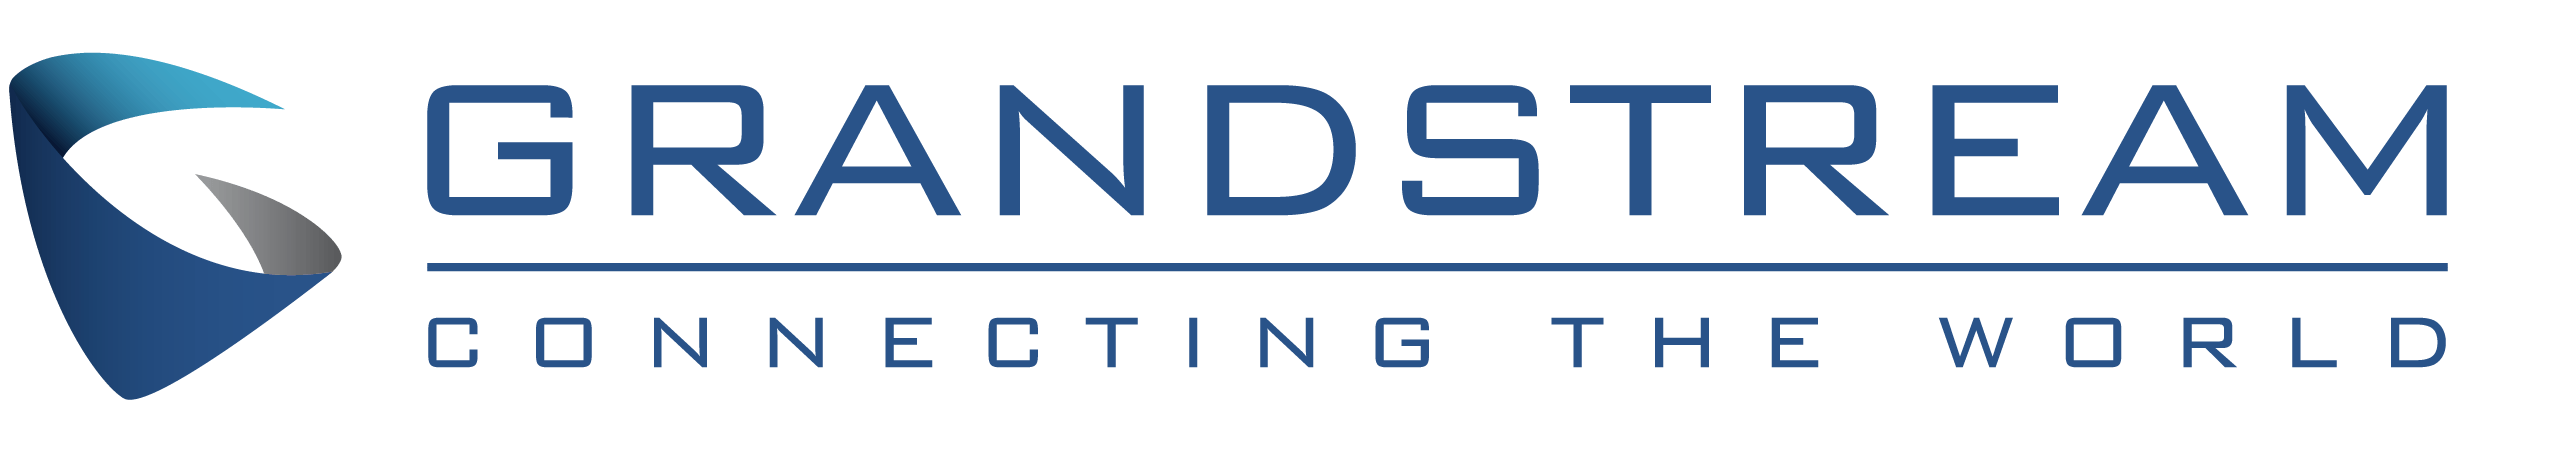 GRANDSTREAM
CONNECTING THE WORLD